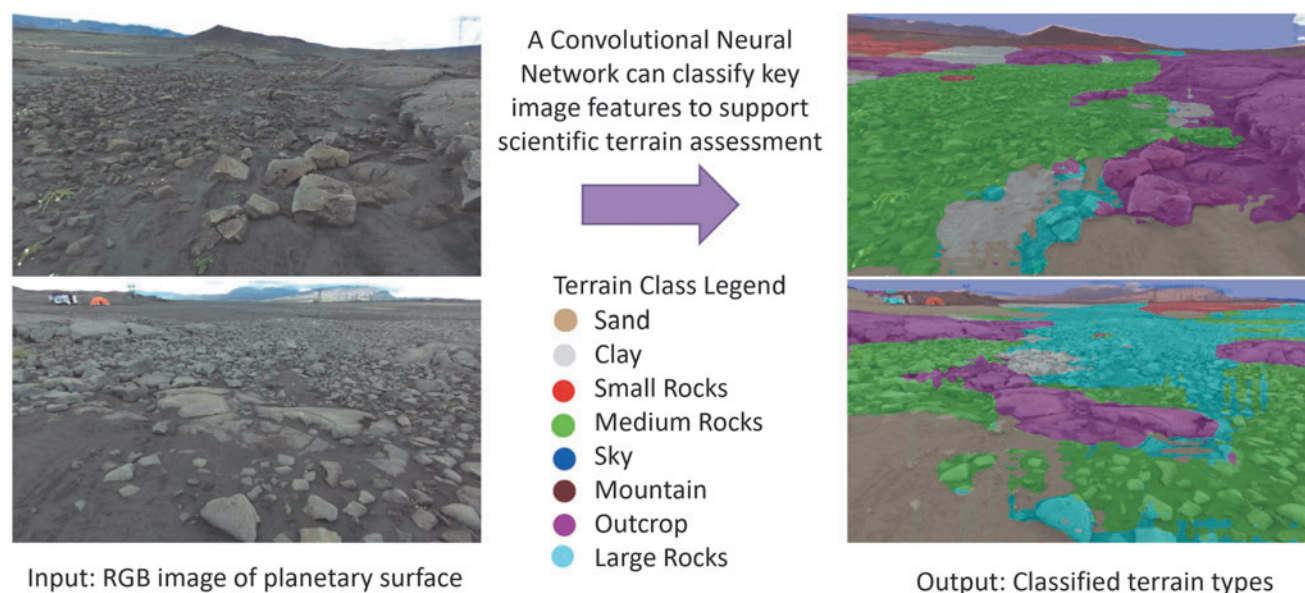 A Convolutional Neural
Network can classify key
image features to support
scientific terrain assessment
Terrain Class Legend
Sand
Clay
Small Rocks
Medium Rocks
Sky
Mountain
Outcrop
Large Rocks
Input: RGB image of planetary surface
Output: Classified terrain types